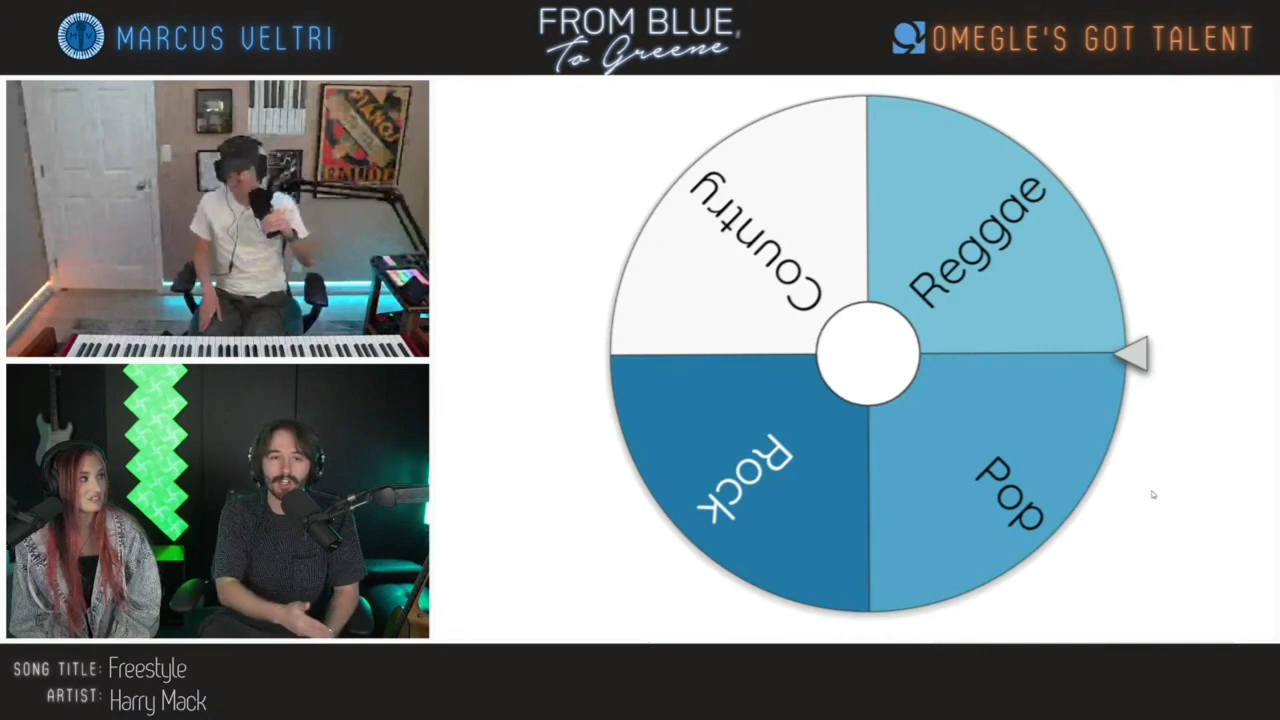 MARCUS VELTRI
FROM BLUE,
To Greene
OMEGLE'S GOT TALENT
Country
Reggae
Rock
Pop
SONG TITLE: Freestyle
ARTIST: Harry Mack